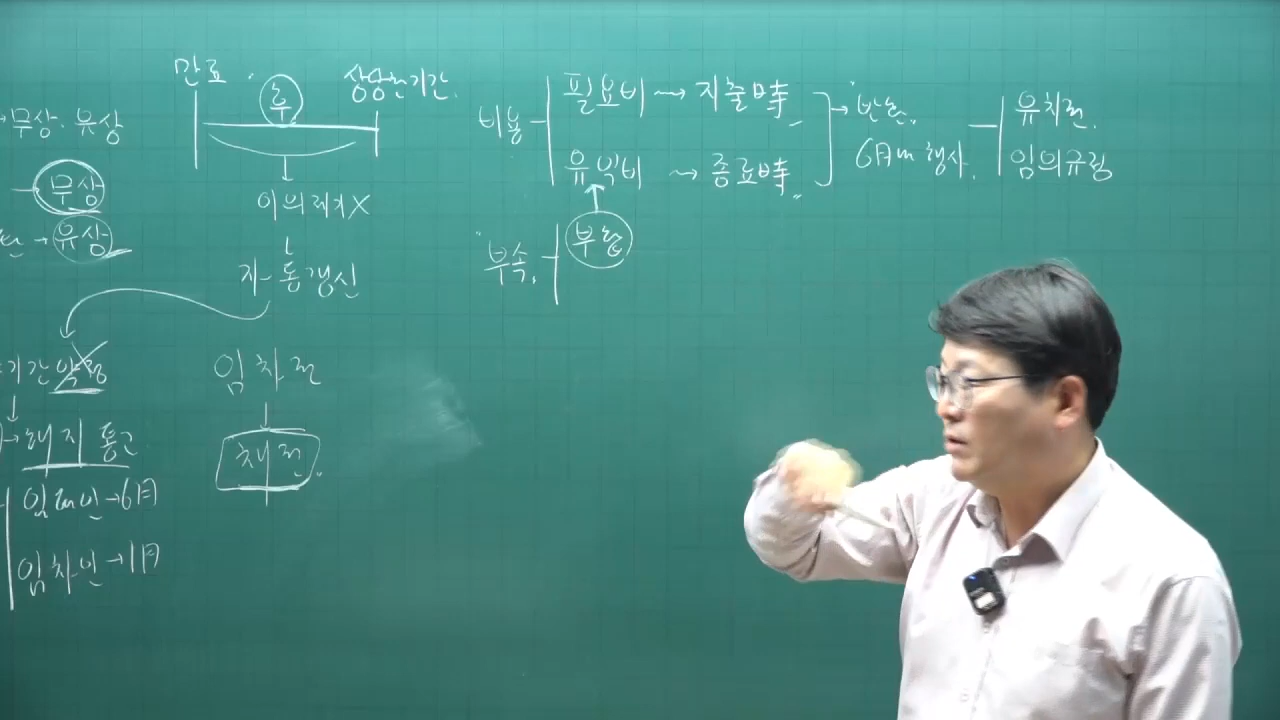 무상·유상
무상
유상
만료
후
상당한기간
이의제기X
자동갱신
기간약정
해지통고
임대인→6月
임차인→1月
임차권
채권
비용
필요비→지출時
유익비→종료時
반환
6月내 행사
유치권
임의규정
부속
부합